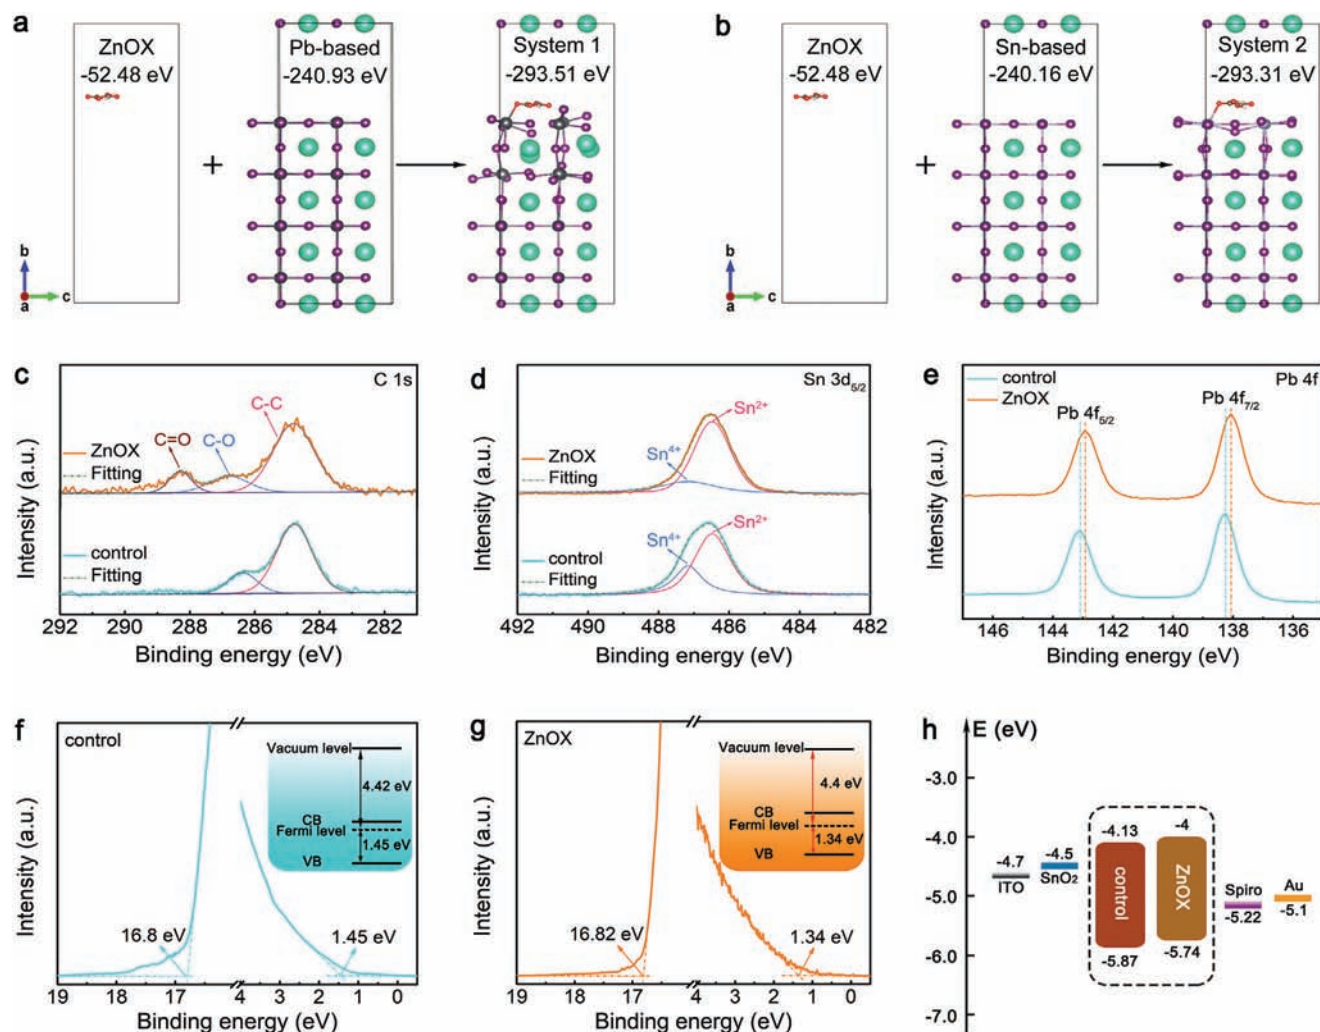 a
ZnOX
-52.48 eV
+
Pb-based
-240.93 eV
System 1
-293.51 eV
b
c
a
b
ZnOX
-52.48 eV
+
Sn-based
-240.16 eV
System 2
-293.31 eV
b
c
a
c
C 1s
C-C
C=O
C-O
ZnOX
Fitting
control
Fitting
Intensity (a.u.)
292 290 288 286 284 282
Binding energy (eV)
d
Sn 3d5/2
Sn2+
Sn4+
ZnOX
Fitting
Sn2+
Sn4+
control
Fitting
Intensity (a.u.)
492 490 488 486 484 482
Binding energy (eV)
e
control
ZnOX
Pb 4f
Pb 4f5/2
Pb 4f7/2
Intensity (a.u.)
146 144 142 140 138 136
Binding energy (eV)
f
control
Vacuum level
4.42 eV
CB
Fermi level
1.45 eV
VB
16.8 eV
1.45 eV
Intensity (a.u.)
19 18 17 4 3 2 1 0
Binding energy (eV)
g
ZnOX
Vacuum level
4.4 eV
CB
Fermi level
1.34 eV
VB
16.82 eV
1.34 eV
Intensity (a.u.)
19 18 17 4 3 2 1 0
Binding energy (eV)
h
E (eV)
-3.0
-4.0
-5.0
-6.0
-7.0
-4.7
ITO
-4.5
SnO2
-4.13
control
-5.87
-4
ZnOX
-5.74
Spiro
-5.22
Au
-5.1